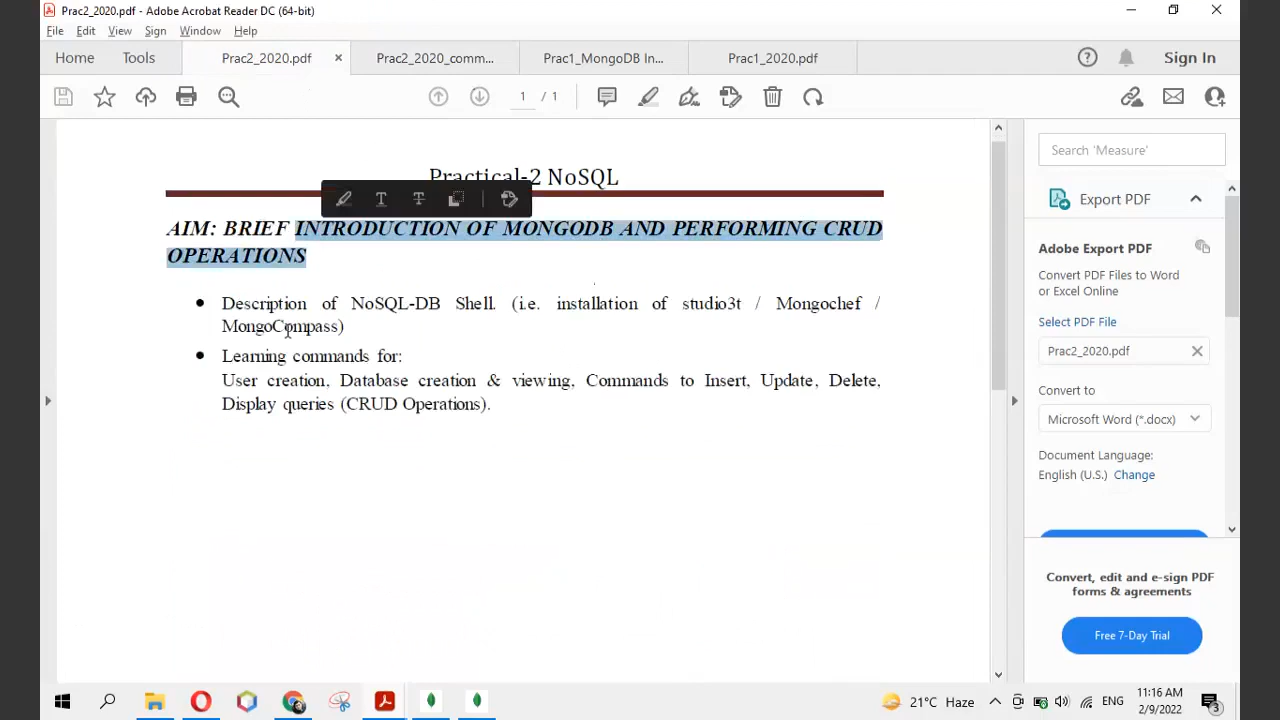 Prac2_2020.pdf - Adobe Acrobat Reader DC (64-bit)
File Edit View Sign Window Help
Home Tools Prac2_2020.pdf Prac2_2020_comm... Prac1_MongoDB In... Prac1_2020.pdf Sign In
1 / 1
Practical-2 NoSQL
AIM: BRIEF INTRODUCTION OF MONGODB AND PERFORMING CRUD
OPERATIONS
Description of NoSQL-DB Shell. (i.e. installation of studio3t / Mongochef /
MongoCompass)
Learning commands for:
User creation, Database creation & viewing, Commands to Insert, Update, Delete,
Display queries (CRUD Operations).
Search 'Measure'
Export PDF
Adobe Export PDF
Convert PDF Files to Word
or Excel Online
Select PDF File
Prac2_2020.pdf
Convert to
Microsoft Word (*.docx)
Document Language:
English (U.S.) Change
Convert, edit and e-sign PDF
forms & agreements
Free 7-Day Trial
21°C Haze ENG
11:16 AM
2/9/2022
3